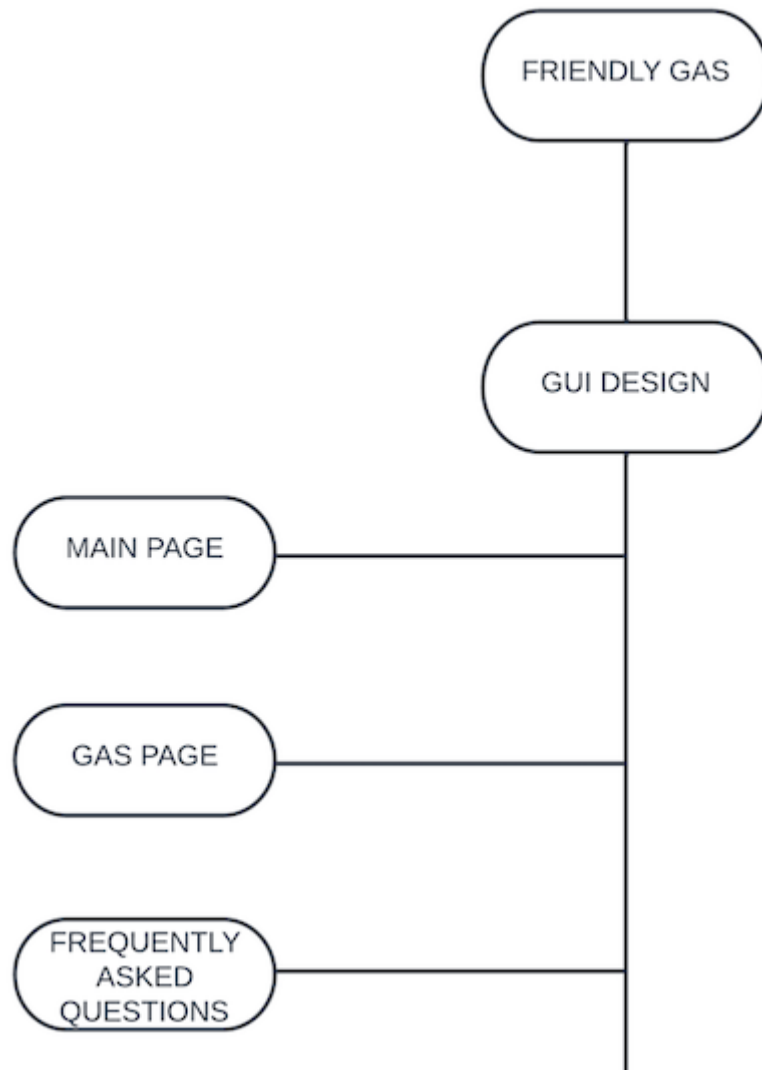 FRIENDLY GAS
GUI DESIGN
MAIN PAGE
GAS PAGE
FREQUENTLY
ASKED
QUESTIONS